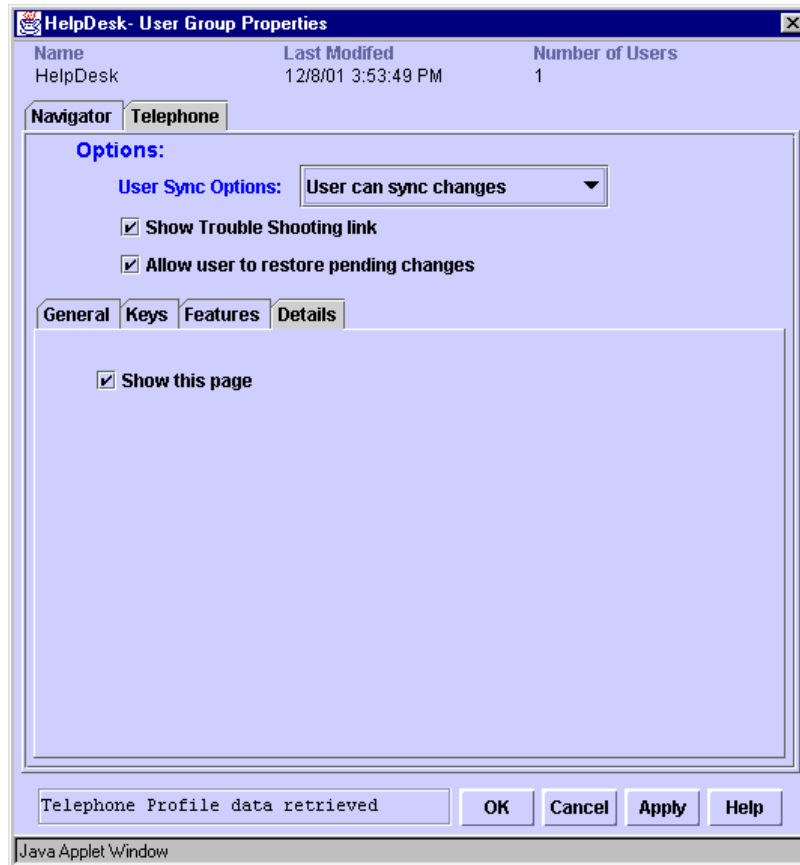 HelpDesk- User Group Properties
Name Last Modifed Number of Users
HelpDesk 12/8/01 3:53:49 PM 1
Navigator Telephone
Options:
User Sync Options: User can sync changes
Show Trouble Shooting link
Allow user to restore pending changes
General Keys Features Details
Show this page
Telephone Profile data retrieved OK Cancel Apply Help
Java Applet Window